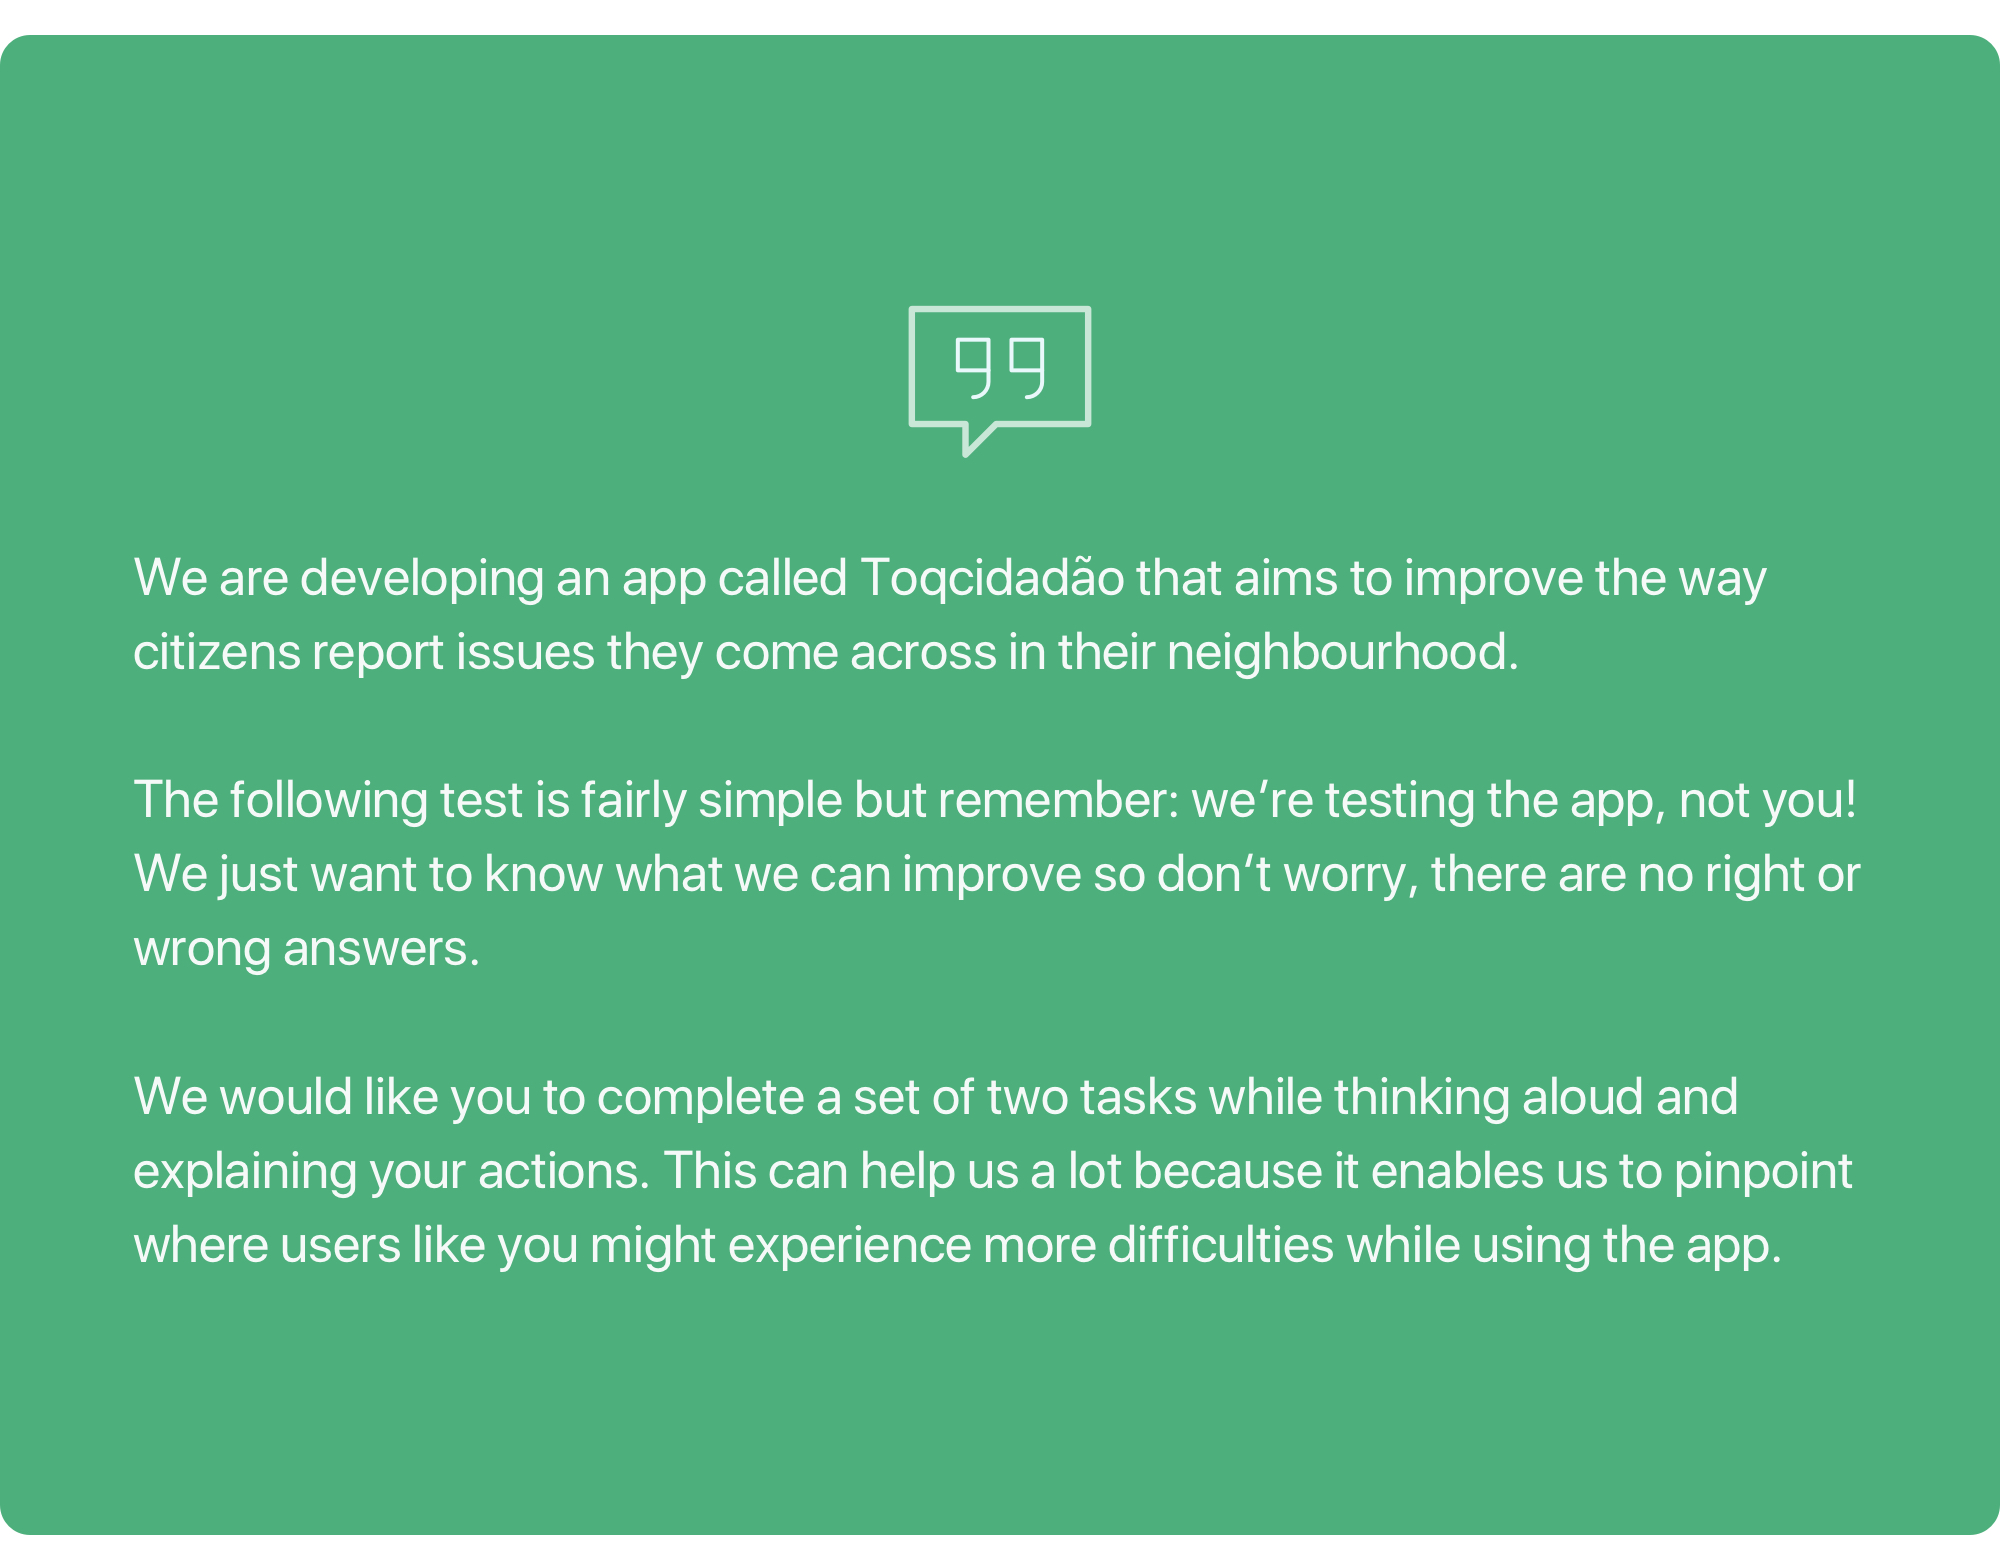 We are developing an app called Toqcidadão that aims to improve the way
citizens report issues they come across in their neighbourhood.
The following test is fairly simple but remember: we’re testing the app, not you!
We just want to know what we can improve so don‘t worry, there are no right or
wrong answers.
We would like you to complete a set of two tasks while thinking aloud and
explaining your actions. This can help us a lot because it enables us to pinpoint
where users like you might experience more difficulties while using the app.